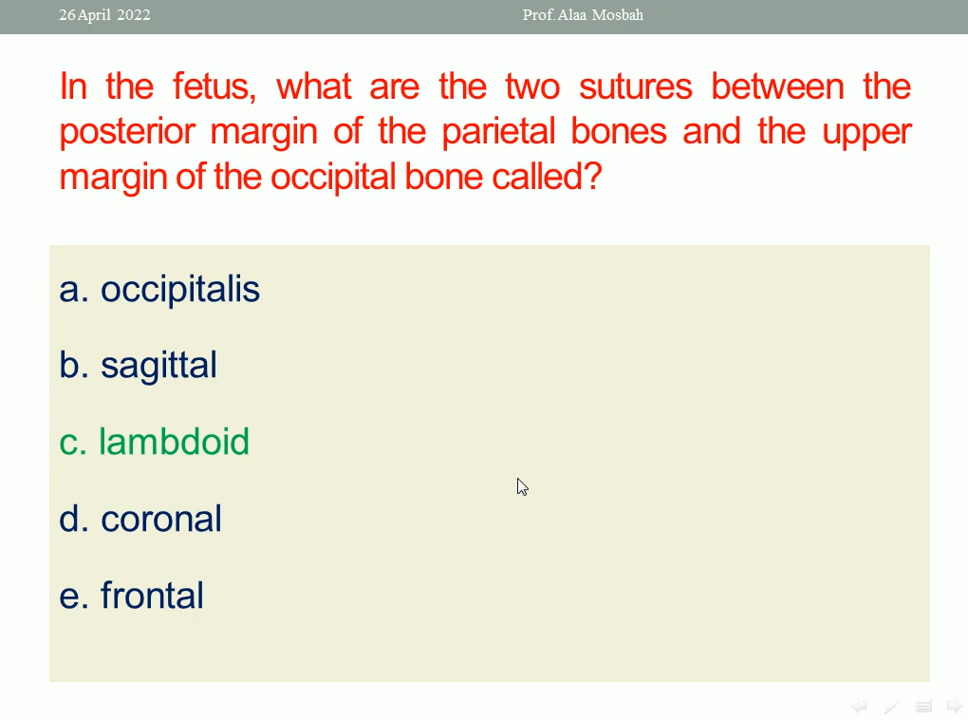 26 April 2022 Prof. Alaa Mosbah
In the fetus, what are the two sutures between the
posterior margin of the parietal bones and the upper
margin of the occipital bone called?
a. occipitalis
b. sagittal
c. lambdoid
d. coronal
e. frontal